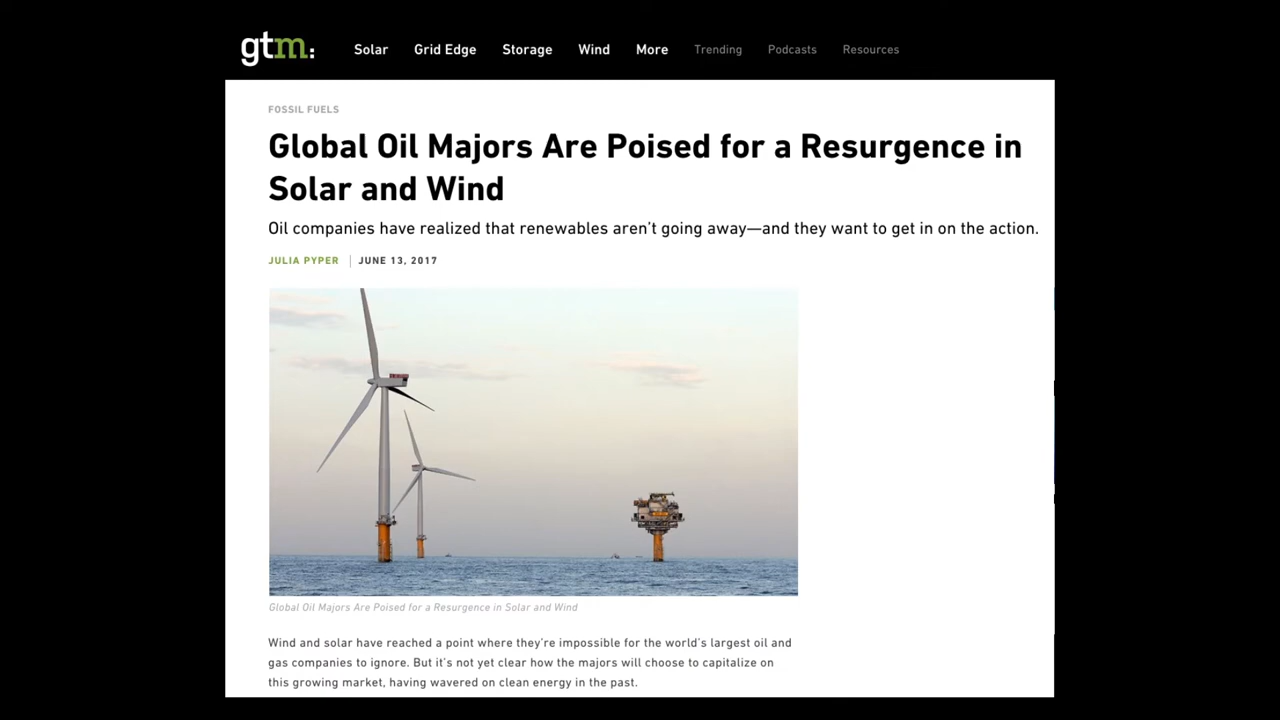 gtm:
Solar Grid Edge Storage Wind More Trending Podcasts Resources
FOSSIL FUELS
Global Oil Majors Are Poised for a Resurgence in
Solar and Wind
Oil companies have realized that renewables aren't going away—and they want to get in on the action.
JULIA PYPER | JUNE 13, 2017
Global Oil Majors Are Poised for a Resurgence in Solar and Wind
Wind and solar have reached a point where they're impossible for the world's largest oil and
gas companies to ignore. But it's not yet clear how the majors will choose to capitalize on
this growing market, having wavered on clean energy in the past.